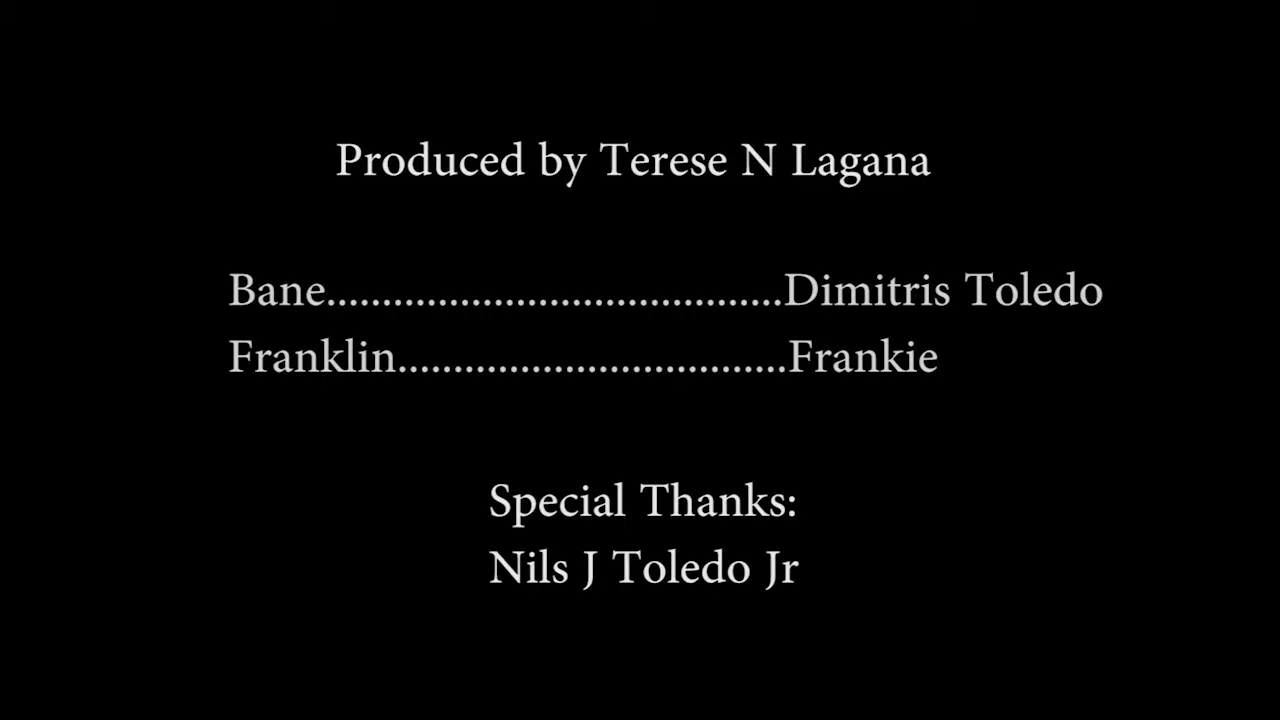 Produced by Terese N Lagana
Bane.........................................Dimitris Toledo
Franklin...................................Frankie
Special Thanks:
Nils J Toledo Jr